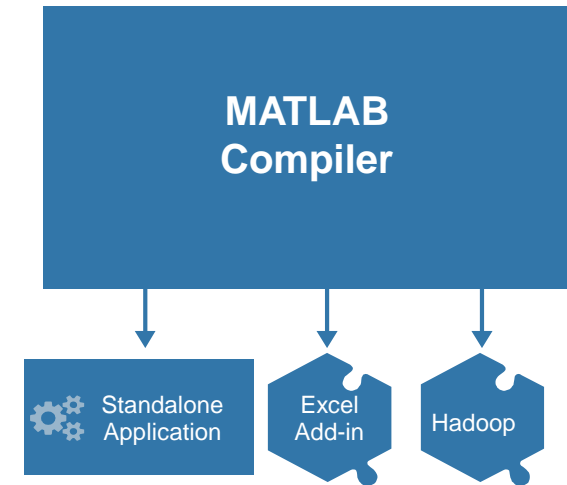 MATLAB
Compiler
Standalone
Application
Excel
Add-in
Hadoop